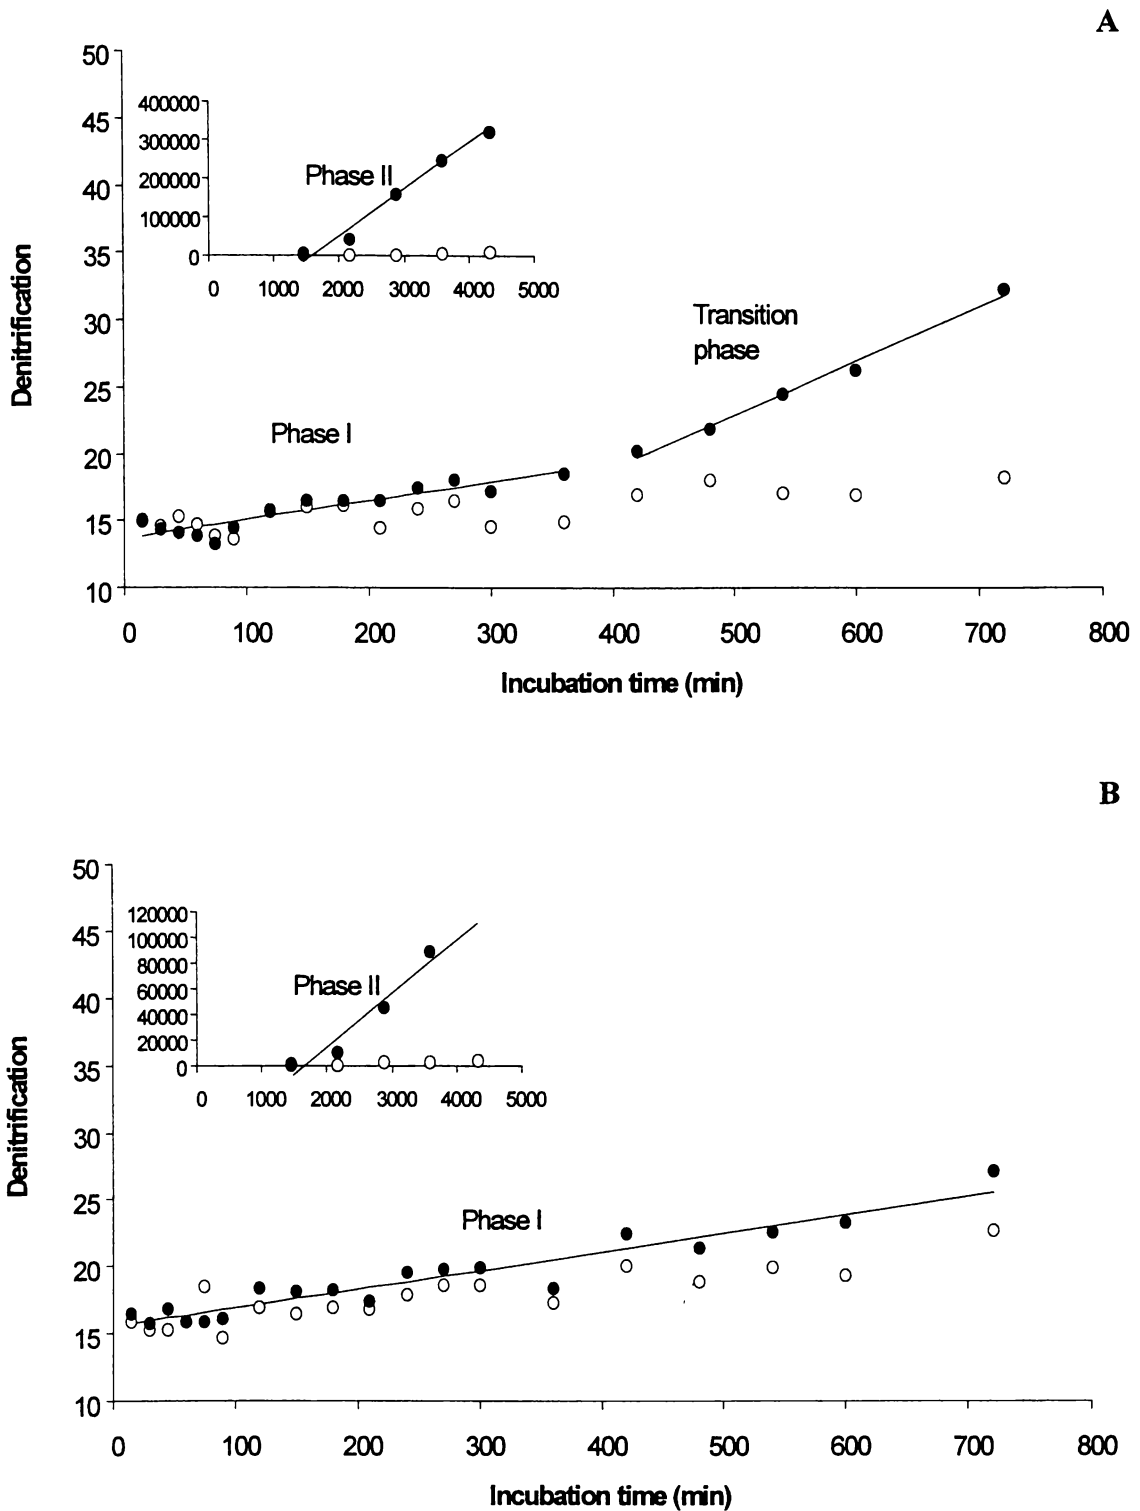 A
50
45
40
35
30
25
20
15
10
Denitrification
400000
300000
200000
100000
0
Phase II
0 1000 2000 3000 4000 5000
Transition
phase
Phase I
0 100 200 300 400 500 600 700 800
Incubation time (min)
B
50
45
40
35
30
25
20
15
10
Denitrification
120000
100000
80000
60000
40000
20000
0
Phase II
0 1000 2000 3000 4000 5000
Phase I
0 100 200 300 400 500 600 700 800
Incubation time (min)